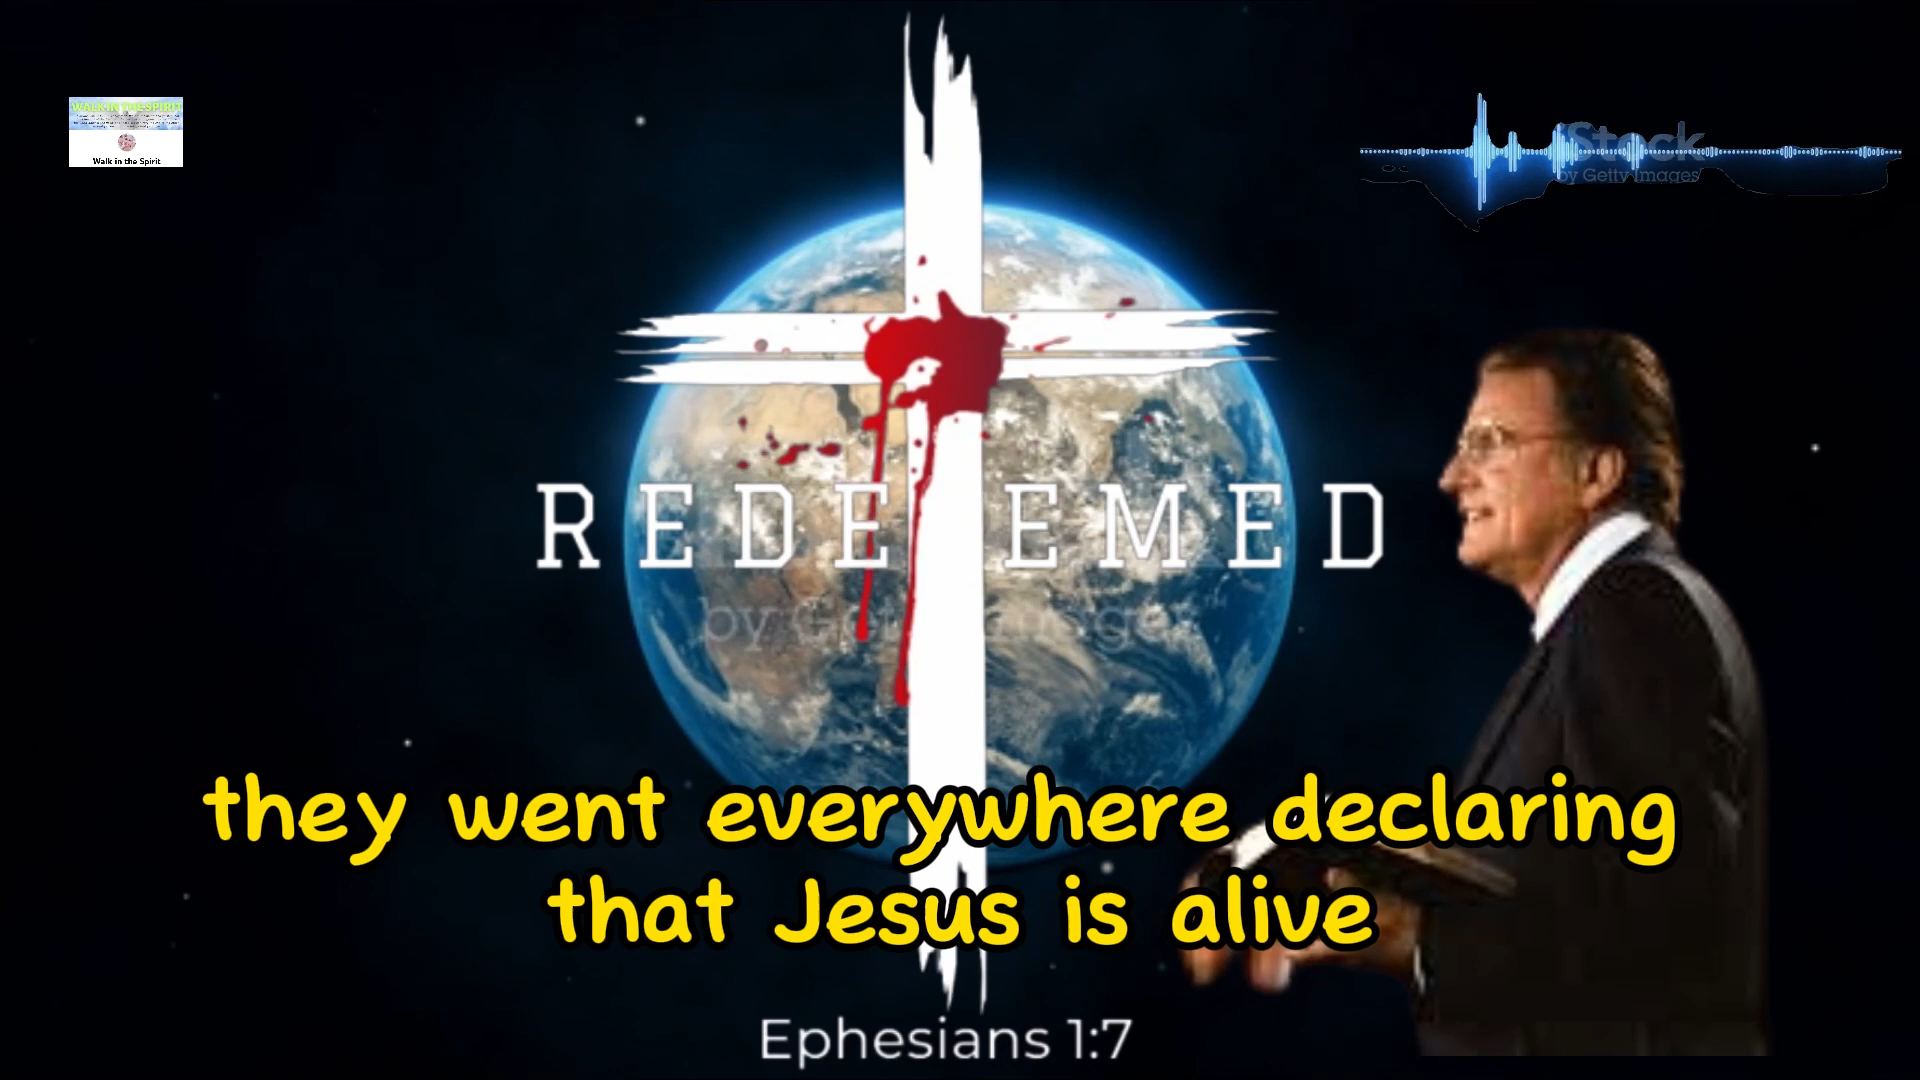 WALK IN THE SPIRIT
Walk in the Spirit
iStock
by Getty Images
REDEEMED
by Getty Images
they went everywhere declaring
that Jesus is alive
Ephesians 1:7